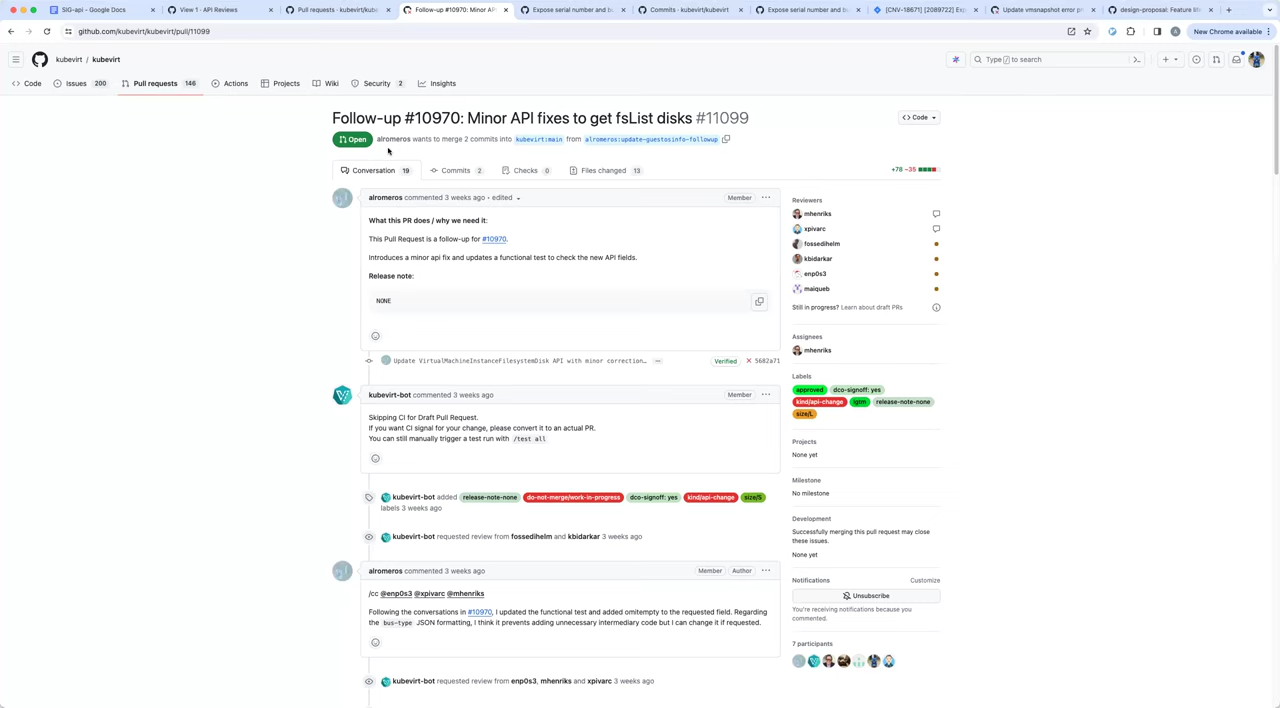 SIG-api - Google Docs
View 1 · API Reviews
Pull requests · kubevirt/kube
Follow-up #10970: Minor API
Expose serial number and b
Commits · kubevirt/kubevirt
Expose serial number and b
[CNV-18671] [2089722] Ex
Update vmsnapshot error p
design-proposal: Feature life
github.com/kubevirt/kubevirt/pull/11099
New Chrome available
kubevirt / kubevirt
Type / to search
Code
Issues 200
Pull requests 146
Actions
Projects
Wiki
Security 2
Insights
Follow-up #10970: Minor API fixes to get fsList disks #11099
Code
Open
alromeros wants to merge 2 commits into kubevirt:main from alromeros:update-guestosinfo-followup
Conversation 19
Commits 2
Checks 0
Files changed 13
+78 −35
alromeros commented 3 weeks ago • edited
Member
What this PR does / why we need it:
This Pull Request is a follow-up for #10970.
Introduces a minor api fix and updates a functional test to check the new API fields.
Release note:
NONE
Update VirtualMachineInstanceFilesystemDisk API with minor correction…
Verified
5682a71
kubevirt-bot commented 3 weeks ago
Member
Skipping CI for Draft Pull Request.
If you want CI signal for your change, please convert it to an actual PR.
You can still manually trigger a test run with /test all
kubevirt-bot added release-note-none do-not-merge/work-in-progress dco-signoff: yes kind/api-change size/S
labels 3 weeks ago
kubevirt-bot requested review from fossedihelm and kbidarkar 3 weeks ago
alromeros commented 3 weeks ago
Member
Author
/cc @enp0s3 @xpivarc @mhenriks
Following the conversations in #10970, I updated the functional test and added omitempty to the requested field. Regarding
the bus-type JSON formatting, I think it prevents adding unnecessary intermediary code but I can change it if requested.
kubevirt-bot requested review from enp0s3, mhenriks and xpivarc 3 weeks ago
Reviewers
mhenriks
xpivarc
fossedihelm
kbidarkar
enp0s3
maiqueb
Still in progress? Learn about draft PRs
Assignees
mhenriks
Labels
approved
dco-signoff: yes
kind/api-change
lgtm
release-note-none
size/L
Projects
None yet
Milestone
No milestone
Development
Successfully merging this pull request may close
these issues.
None yet
Notifications
Customize
Unsubscribe
You're receiving notifications because you
commented.
7 participants